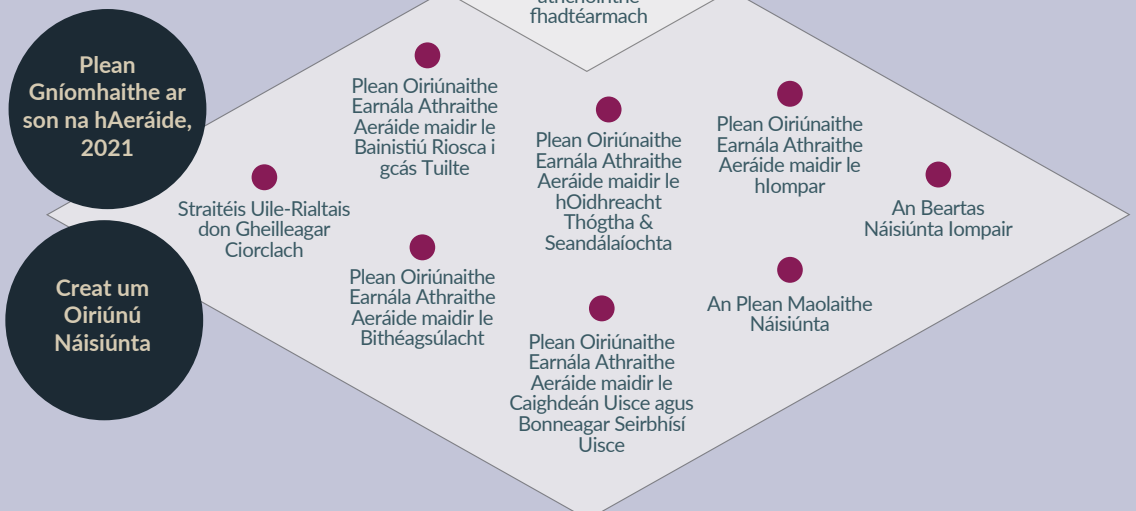 fhadtéarmach
Plean
Gníomhaithe ar
son na hAeráide,
2021
Plean Oiriúnaithe
Earnála Athraithe
Aeráide maidir le
Bainistiú Riosca i
gcás Tuilte
Plean Oiriúnaithe
Earnála Athraithe
Aeráide maidir le
hOidhreacht
Thógtha &
Seandálaíochta
Plean Oiriúnaithe
Earnála Athraithe
Aeráide maidir le
hIompar
An Beartas
Náisiúnta Iompair
Straitéis Uile-Rialtais
don Gheilleagar
Ciorclach
Creat um
Oiriúnú
Náisiúnta
Plean Oiriúnaithe
Earnála Athraithe
Aeráide maidir le
Bithéagsúlacht
Plean Oiriúnaithe
Earnála Athraithe
Aeráide maidir le
Caighdeán Uisce agus
Bonneagar Seirbhísí
Uisce
An Plean Maolaithe
Náisiúnta